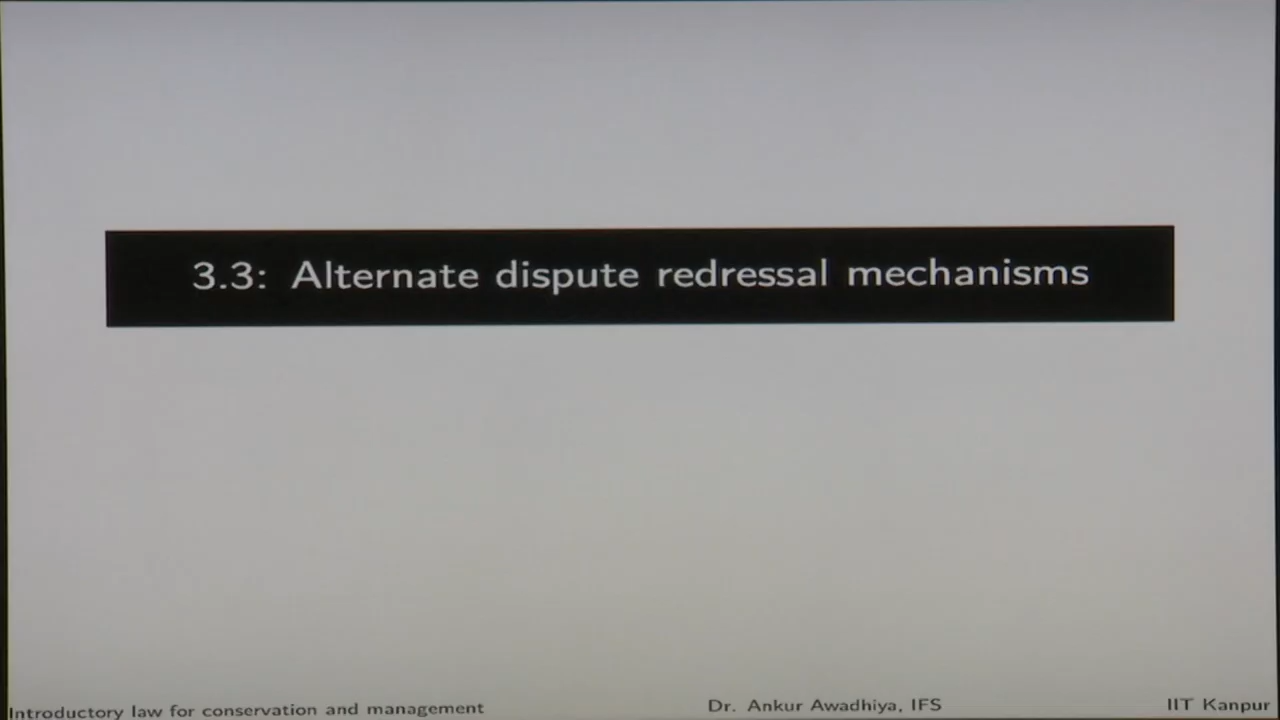 3.3: Alternate dispute redressal mechanisms
Introductory law for conservation and management Dr. Ankur Awadhiya, IFS IIT Kanpur